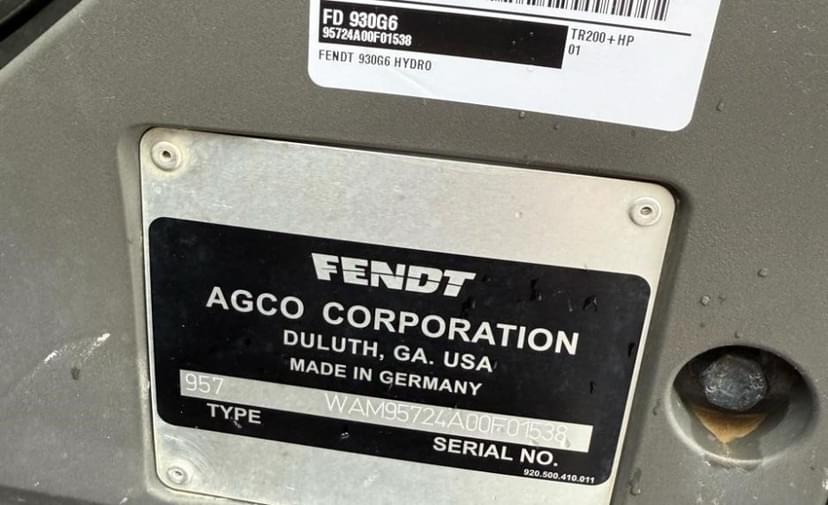 FD 930G6
95724A00F01538
TR200+HP
01
FENDT 930G6 HYDRO
FENDT
AGCO CORPORATION
DULUTH, GA. USA
MADE IN GERMANY
957
WAM95724A00F01538
TYPE
SERIAL NO.
920.500.410.011